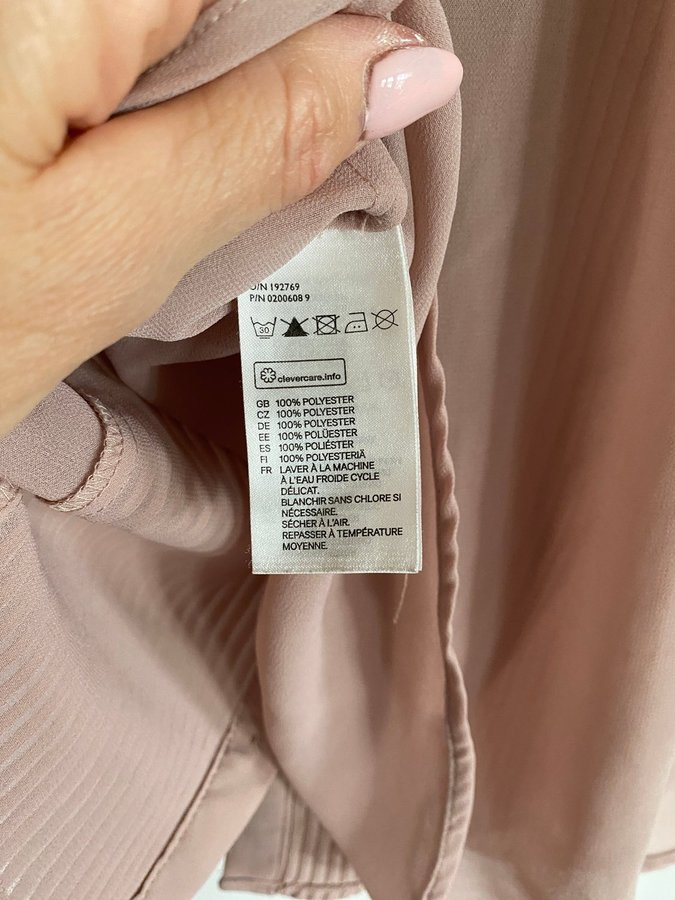 O/N 192769
P/N 0200608 9
30
clevercare.info
GB 100% POLYESTER
CZ 100% POLYESTER
DE 100% POLYESTER
EE 100% POLÜESTER
ES 100% POLIÉSTER
FI 100% POLYESTERIÄ
FR LAVER À LA MACHINE
À L'EAU FROIDE CYCLE
DÉLICAT.
BLANCHIR SANS CHLORE SI
NÉCESSAIRE.
SÉCHER À L'AIR.
REPASSER À TEMPÉRATURE
MOYENNE.